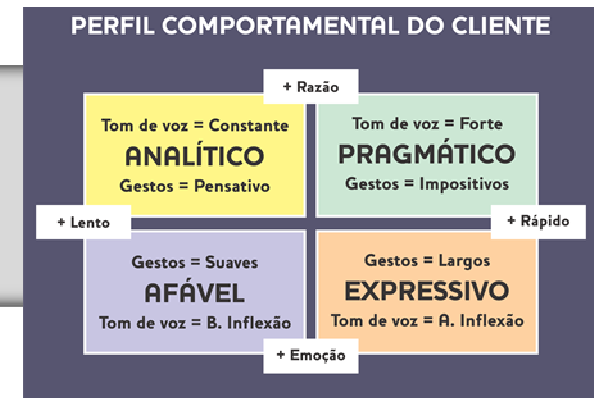 PERFIL COMPORTAMENTAL DO CLIENTE
+ Razão
Tom de voz = Constante
ANALÍTICO
Gestos = Pensativo
Tom de voz = Forte
PRAGMÁTICO
Gestos = Impositivos
+ Lento
+ Rápido
Gestos = Suaves
AFÁVEL
Tom de voz = B. Inflexão
Gestos = Largos
EXPRESSIVO
Tom de voz = A. Inflexão
+ Emoção